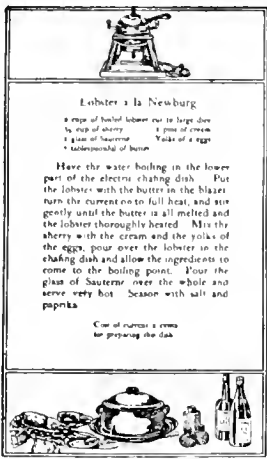 Lobster a la Newburg
2 cups of boiled lobster cut in large dice
¼ cup of sherry 1 pint of cream
1 glass of Sauterne Yolks of eggs
tablespoonful of butter
Have the water boiling in the lower
part of the electric chafing dish Put
the lobster with the butter in the blazer
turn the current on to full heat, and stir
gently until the butter is all melted and
the lobster thoroughly heated Mix the
sherry with the cream and the yolks of
the eggs, pour over the lobster in the
chafing dish and allow the ingredients to
come to the boiling point. Pour the
glass of Sauterne over the whole and
serve very hot Season with salt and
paprika
Cost of current cents
for preparing the dish